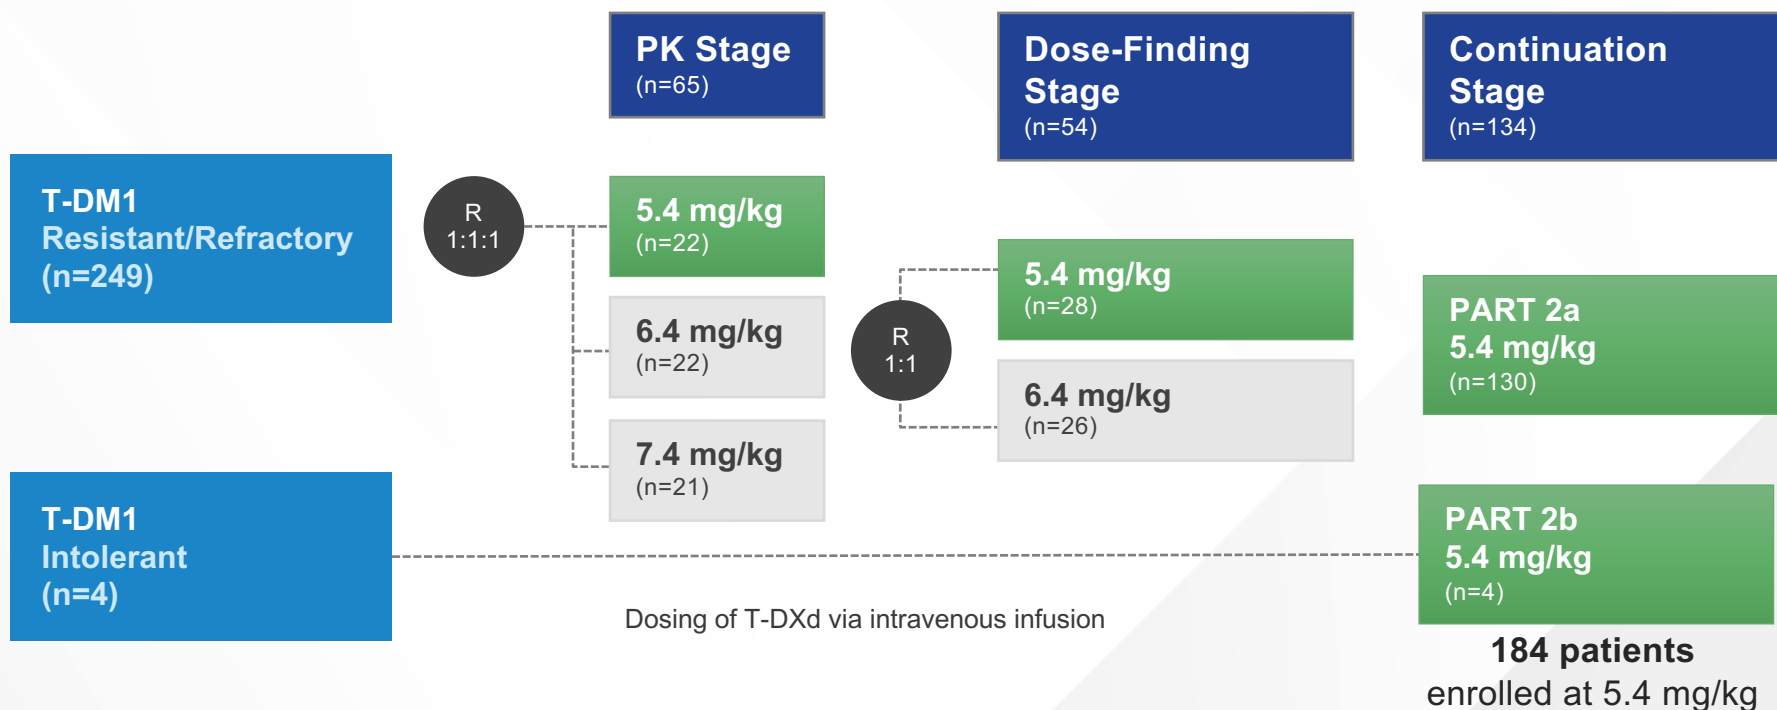 PK Stage
(n=65)
Dose-Finding
Stage
(n=54)
Continuation
Stage
(n=134)
T-DM1
Resistant/Refractory
(n=249)
R
1:1:1
5.4 mg/kg
(n=22)
6.4 mg/kg
(n=22)
7.4 mg/kg
(n=21)
R
1:1
5.4 mg/kg
(n=28)
6.4 mg/kg
(n=26)
PART 2a
5.4 mg/kg
(n=130)
T-DM1
Intolerant
(n=4)
PART 2b
5.4 mg/kg
(n=4)
Dosing of T-DXd via intravenous infusion
184 patients
enrolled at 5.4 mg/kg